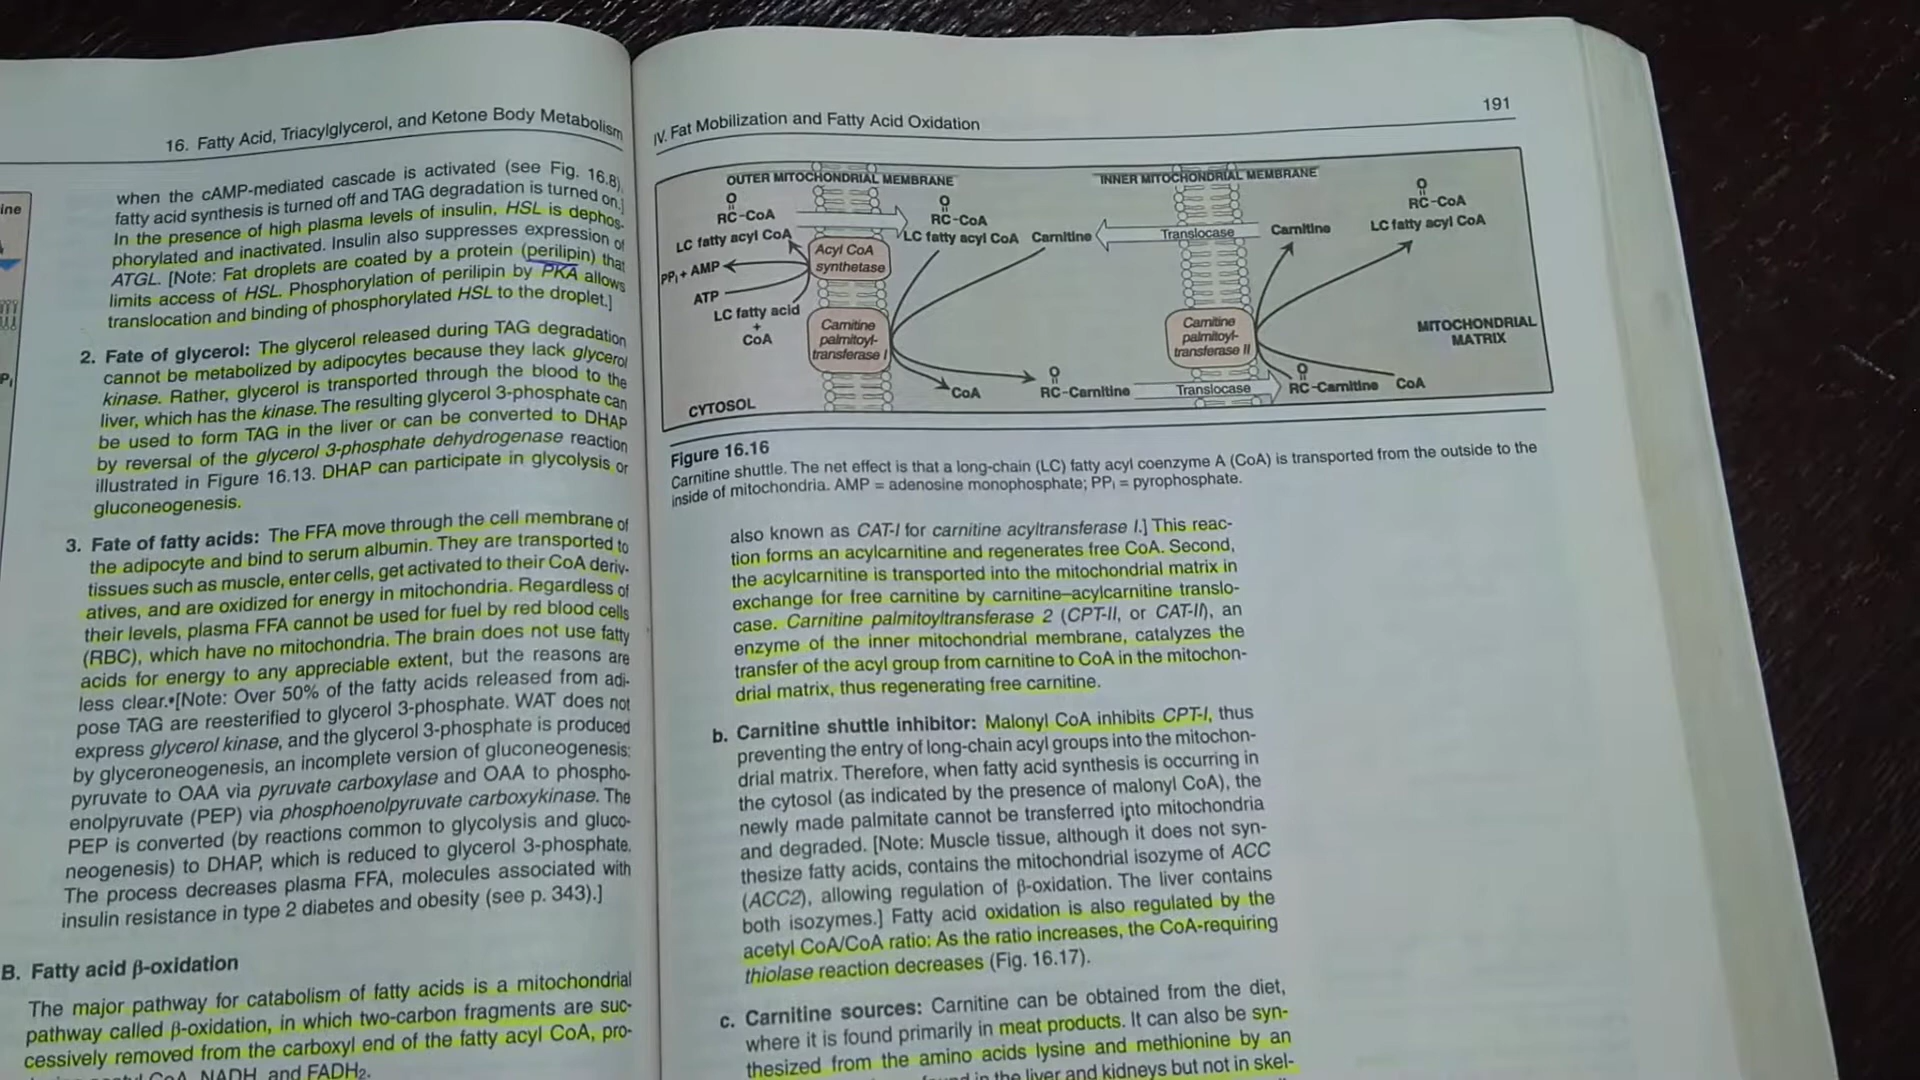 ine
P
16. Fatty Acid, Triacylglycerol, and Ketone Body Metabolism
when the cAMP-mediated cascade is activated (see Fig. 16.8),
fatty acid synthesis is turned off and TAG degradation is turned on.]
In the presence of high plasma levels of insulin, HSL is dephos-
phorylated and inactivated. Insulin also suppresses expression of
ATGL. [Note: Fat droplets are coated by a protein (perilipin) that
limits access of HSL. Phosphorylation of perilipin by PKA allows
translocation and binding of phosphorylated HSL to the droplet.]
2. Fate of glycerol: The glycerol released during TAG degradation
cannot be metabolized by adipocytes because they lack glycerol
kinase. Rather, glycerol is transported through the blood to the
liver, which has the kinase. The resulting glycerol 3-phosphate can
be used to form TAG in the liver or can be converted to DHAP
by reversal of the glycerol 3-phosphate dehydrogenase reaction
illustrated in Figure 16.13. DHAP can participate in glycolysis or
gluconeogenesis.
3. Fate of fatty acids: The FFA move through the cell membrane of
the adipocyte and bind to serum albumin. They are transported to
tissues such as muscle, enter cells, get activated to their CoA deriv-
atives, and are oxidized for energy in mitochondria. Regardless of
their levels, plasma FFA cannot be used for fuel by red blood cells
(RBC), which have no mitochondria. The brain does not use fatty
acids for energy to any appreciable extent, but the reasons are
less clear. [Note: Over 50% of the fatty acids released from adi-
pose TAG are reesterified to glycerol 3-phosphate. WAT does not
express glycerol kinase, and the glycerol 3-phosphate is produced
by glyceroneogenesis, an incomplete version of gluconeogenesis:
pyruvate to OAA via pyruvate carboxylase and OAA to phospho-
enolpyruvate (PEP) via phosphoenolpyruvate carboxykinase. The
PEP is converted (by reactions common to glycolysis and gluco-
neogenesis) to DHAP, which is reduced to glycerol 3-phosphate.
The process decreases plasma FFA, molecules associated with
insulin resistance in type 2 diabetes and obesity (see p. 343).]
B. Fatty acid β-oxidation
The major pathway for catabolism of fatty acids is a mitochondrial
pathway called β-oxidation, in which two-carbon fragments are suc-
cessively removed from the carboxyl end of the fatty acyl CoA, pro-
CoA, NADH, and FADH₂.
IV. Fat Mobilization and Fatty Acid Oxidation
191
OUTER MITOCHONDRIAL MEMBRANE
INNER MITOCHONDRIAL MEMBRANE
O
RC-CoA
LC fatty acyl CoA
PPᵢ + AMP
ATP
LC fatty acid
+
CoA
CYTOSOL
Acyl CoA
synthetase
Carnitine
palmitoyl-
transferase I
O
RC-CoA
LC fatty acyl CoA
Carnitine
CoA
O
RC-Carnitine
Translocase
Carnitine
palmitoyl-
transferase II
Translocase
Carnitine
O
RC-CoA
LC fatty acyl CoA
MITOCHONDRIAL
MATRIX
O
RC-Carnitine
CoA
Figure 16.16
Carnitine shuttle. The net effect is that a long-chain (LC) fatty acyl coenzyme A (CoA) is transported from the outside to the
inside of mitochondria. AMP = adenosine monophosphate; PPᵢ = pyrophosphate.
also known as CAT-I for carnitine acyltransferase I.] This reac-
tion forms an acylcarnitine and regenerates free CoA. Second,
the acylcarnitine is transported into the mitochondrial matrix in
exchange for free carnitine by carnitine–acylcarnitine translo-
case. Carnitine palmitoyltransferase 2 (CPT-II, or CAT-II), an
enzyme of the inner mitochondrial membrane, catalyzes the
transfer of the acyl group from carnitine to CoA in the mitochon-
drial matrix, thus regenerating free carnitine.
b. Carnitine shuttle inhibitor: Malonyl CoA inhibits CPT-I, thus
preventing the entry of long-chain acyl groups into the mitochon-
drial matrix. Therefore, when fatty acid synthesis is occurring in
the cytosol (as indicated by the presence of malonyl CoA), the
newly made palmitate cannot be transferred into mitochondria
and degraded. [Note: Muscle tissue, although it does not syn-
thesize fatty acids, contains the mitochondrial isozyme of ACC
(ACC2), allowing regulation of β-oxidation. The liver contains
both isozymes.] Fatty acid oxidation is also regulated by the
acetyl CoA/CoA ratio: As the ratio increases, the CoA-requiring
thiolase reaction decreases (Fig. 16.17).
c. Carnitine sources: Carnitine can be obtained from the diet,
where it is found primarily in meat products. It can also be syn-
thesized from the amino acids lysine and methionine by an
in the liver and kidneys but not in skel-